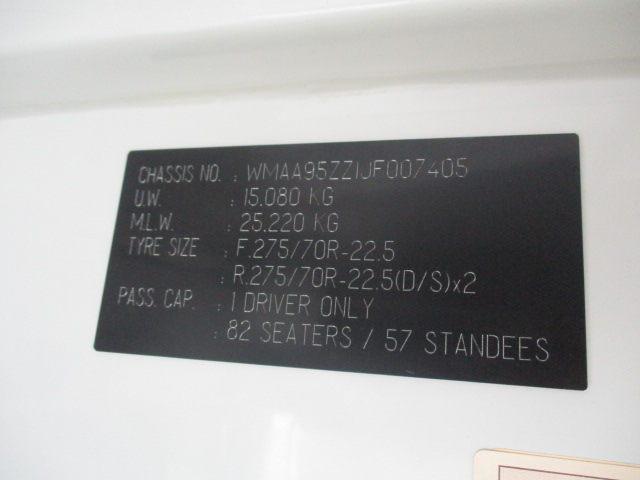 CHASSIS NO. : WMAA95ZZ1JF007405
U.W. : 15.080 KG
M.L.W. : 25.220 KG
TYRE SIZE : F.275/70R-22.5
: R.275/70R-22.5(D/S)x2
PASS. CAP. : 1 DRIVER ONLY
: 82 SEATERS / 57 STANDEES